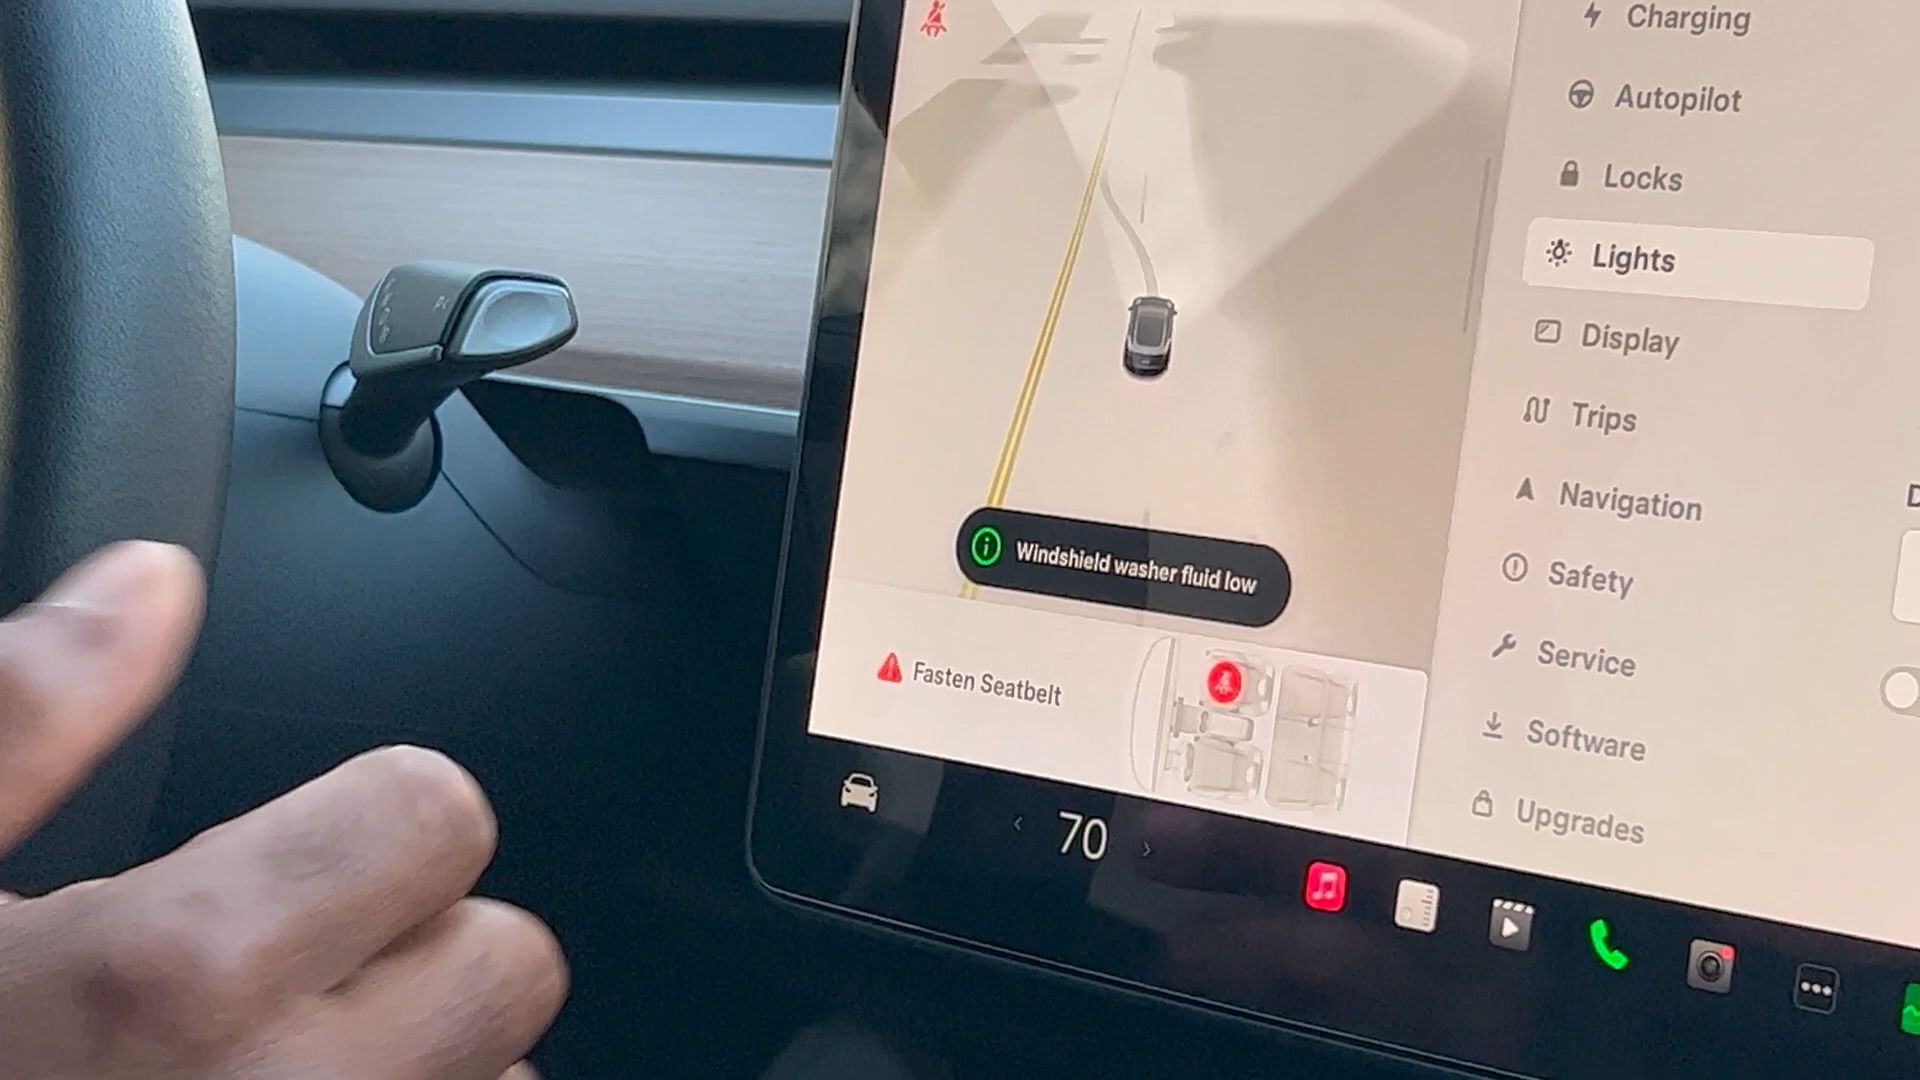 Charging
Autopilot
Locks
Lights
Display
Trips
Navigation
Safety
Service
Software
Upgrades
Windshield washer fluid low
Fasten Seatbelt
70